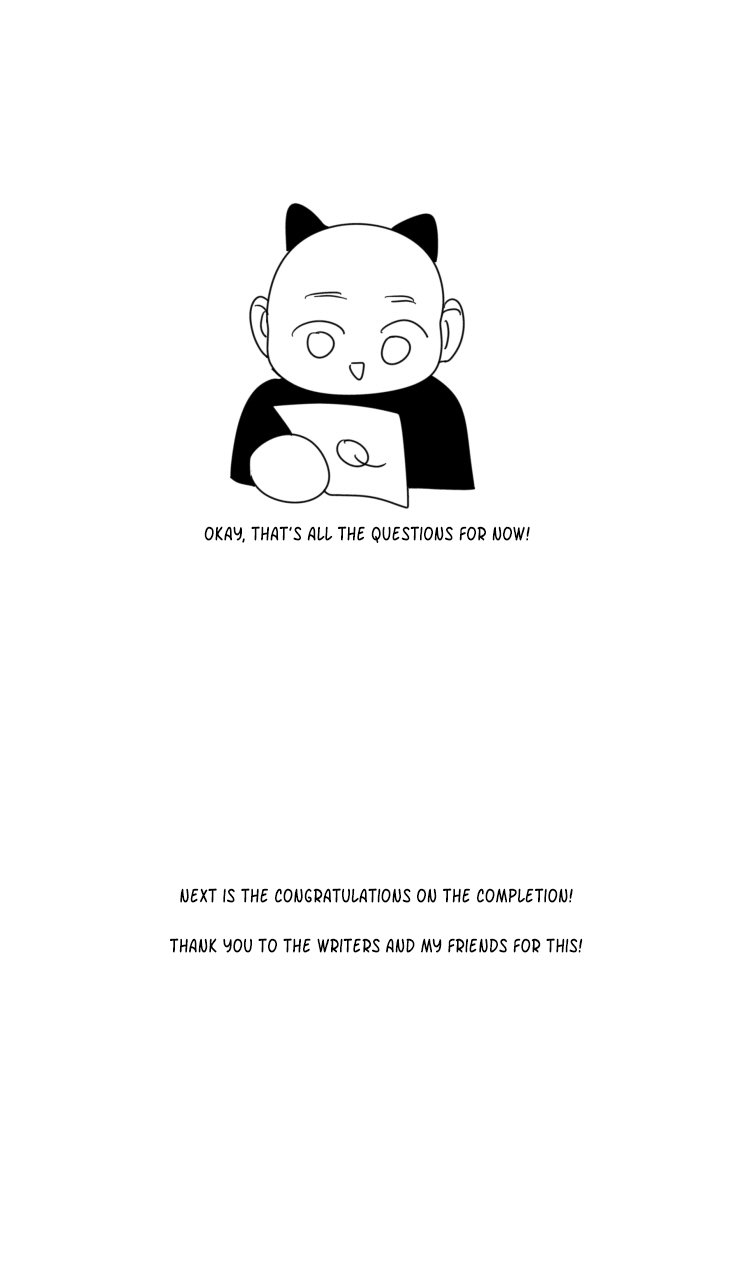 Q
OKAY, THAT'S ALL THE QUESTIONS FOR NOW!
NEXT IS THE CONGRATULATIONS ON THE COMPLETION!
THANK YOU TO THE WRITERS AND MY FRIENDS FOR THIS!